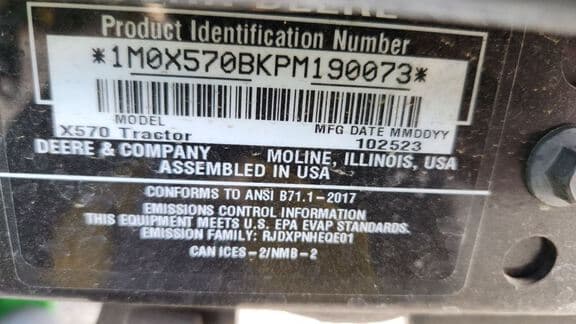 DEERE
Product Identification Number
*1M0X570BKPM190073*
MODEL MFG DATE MMDDYY
X570 Tractor 102523
DEERE & COMPANY MOLINE, ILLINOIS, USA
ASSEMBLED IN USA
CONFORMS TO ANSI B71.1-2017
EMISSIONS CONTROL INFORMATION
THIS EQUIPMENT MEETS U.S. EPA EVAP STANDARDS.
EMISSION FAMILY: RJDXPNHEQE01
CAN ICES-2/NMB-2